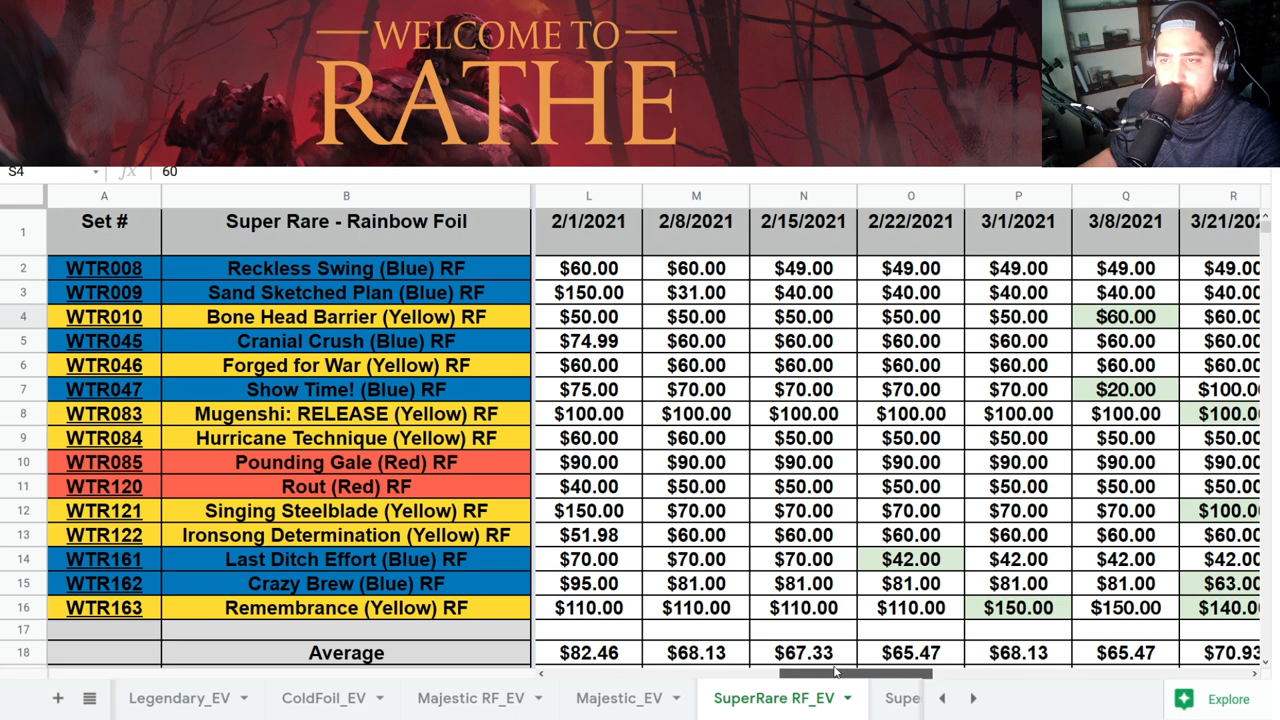 WELCOME TO
RATHE
S4 fx 60
A B L M N O P Q R
1 Set # Super Rare - Rainbow Foil 2/1/2021 2/8/2021 2/15/2021 2/22/2021 3/1/2021 3/8/2021 3/21/202
2 WTR008 Reckless Swing (Blue) RF $60.00 $60.00 $49.00 $49.00 $49.00 $49.00 $49.00
3 WTR009 Sand Sketched Plan (Blue) RF $150.00 $31.00 $40.00 $40.00 $40.00 $40.00 $40.00
4 WTR010 Bone Head Barrier (Yellow) RF $50.00 $50.00 $50.00 $50.00 $50.00 $60.00 $60.00
5 WTR045 Cranial Crush (Blue) RF $74.99 $60.00 $60.00 $60.00 $60.00 $60.00 $60.00
6 WTR046 Forged for War (Yellow) RF $60.00 $60.00 $60.00 $60.00 $60.00 $60.00 $60.00
7 WTR047 Show Time! (Blue) RF $75.00 $70.00 $70.00 $70.00 $70.00 $20.00 $100.0
8 WTR083 Mugenshi: RELEASE (Yellow) RF $100.00 $100.00 $100.00 $100.00 $100.00 $100.00 $100.0
9 WTR084 Hurricane Technique (Yellow) RF $60.00 $60.00 $50.00 $50.00 $50.00 $50.00 $50.00
10 WTR085 Pounding Gale (Red) RF $90.00 $90.00 $90.00 $90.00 $90.00 $90.00 $90.00
11 WTR120 Rout (Red) RF $40.00 $50.00 $50.00 $50.00 $50.00 $50.00 $50.00
12 WTR121 Singing Steelblade (Yellow) RF $150.00 $70.00 $70.00 $70.00 $70.00 $70.00 $100.0
13 WTR122 Ironsong Determination (Yellow) RF $51.98 $60.00 $60.00 $60.00 $60.00 $60.00 $60.00
14 WTR161 Last Ditch Effort (Blue) RF $70.00 $70.00 $70.00 $42.00 $42.00 $42.00 $42.00
15 WTR162 Crazy Brew (Blue) RF $95.00 $81.00 $81.00 $81.00 $81.00 $81.00 $63.00
16 WTR163 Remembrance (Yellow) RF $110.00 $110.00 $110.00 $110.00 $150.00 $150.00 $140.0
17
18 Average $82.46 $68.13 $67.33 $65.47 $68.13 $65.47 $70.93
Legendary_EV ColdFoil_EV Majestic RF_EV Majestic_EV SuperRare RF_EV Supe Explore